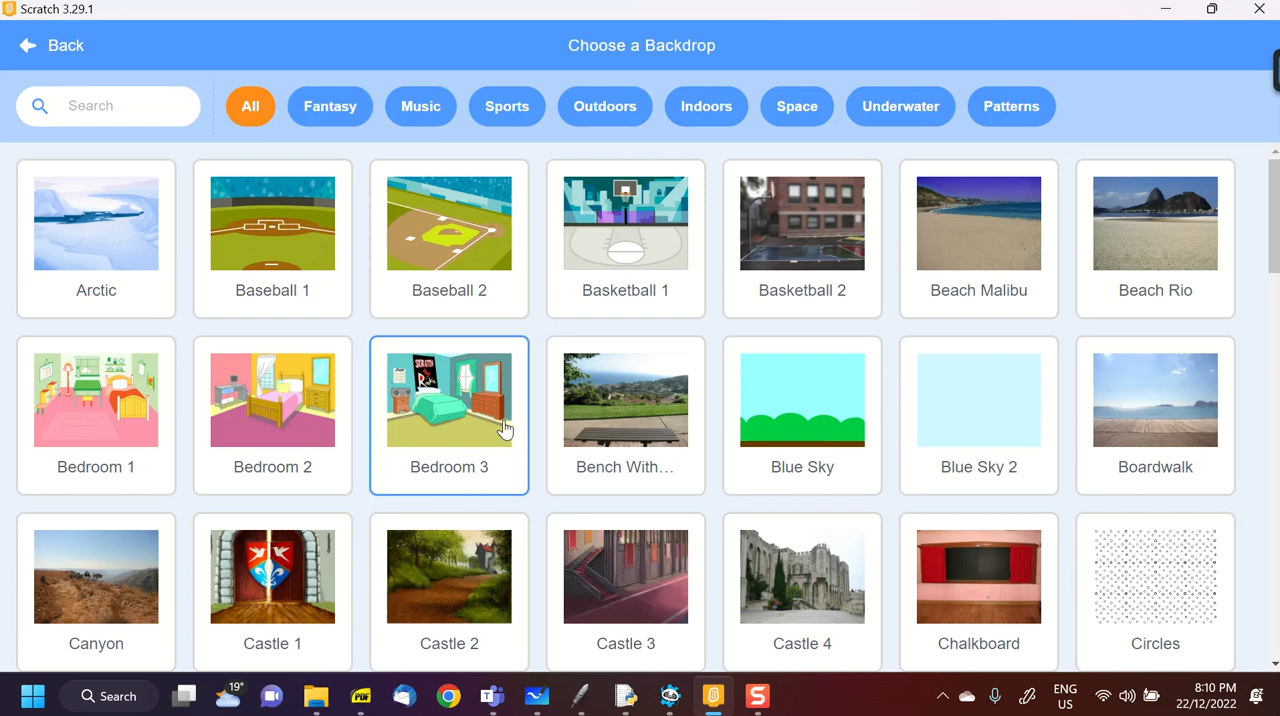 Scratch 3.29.1
Back
Choose a Backdrop
Search
All
Fantasy
Music
Sports
Outdoors
Indoors
Space
Underwater
Patterns
Arctic
Baseball 1
Baseball 2
Basketball 1
Basketball 2
Beach Malibu
Beach Rio
SCRATCH
Bedroom 1
Bedroom 2
Bedroom 3
Bench With...
Blue Sky
Blue Sky 2
Boardwalk
Canyon
Castle 1
Castle 2
Castle 3
Castle 4
Chalkboard
Circles
Search
19°
PDF
S
ENG
US
8:10 PM
22/12/2022